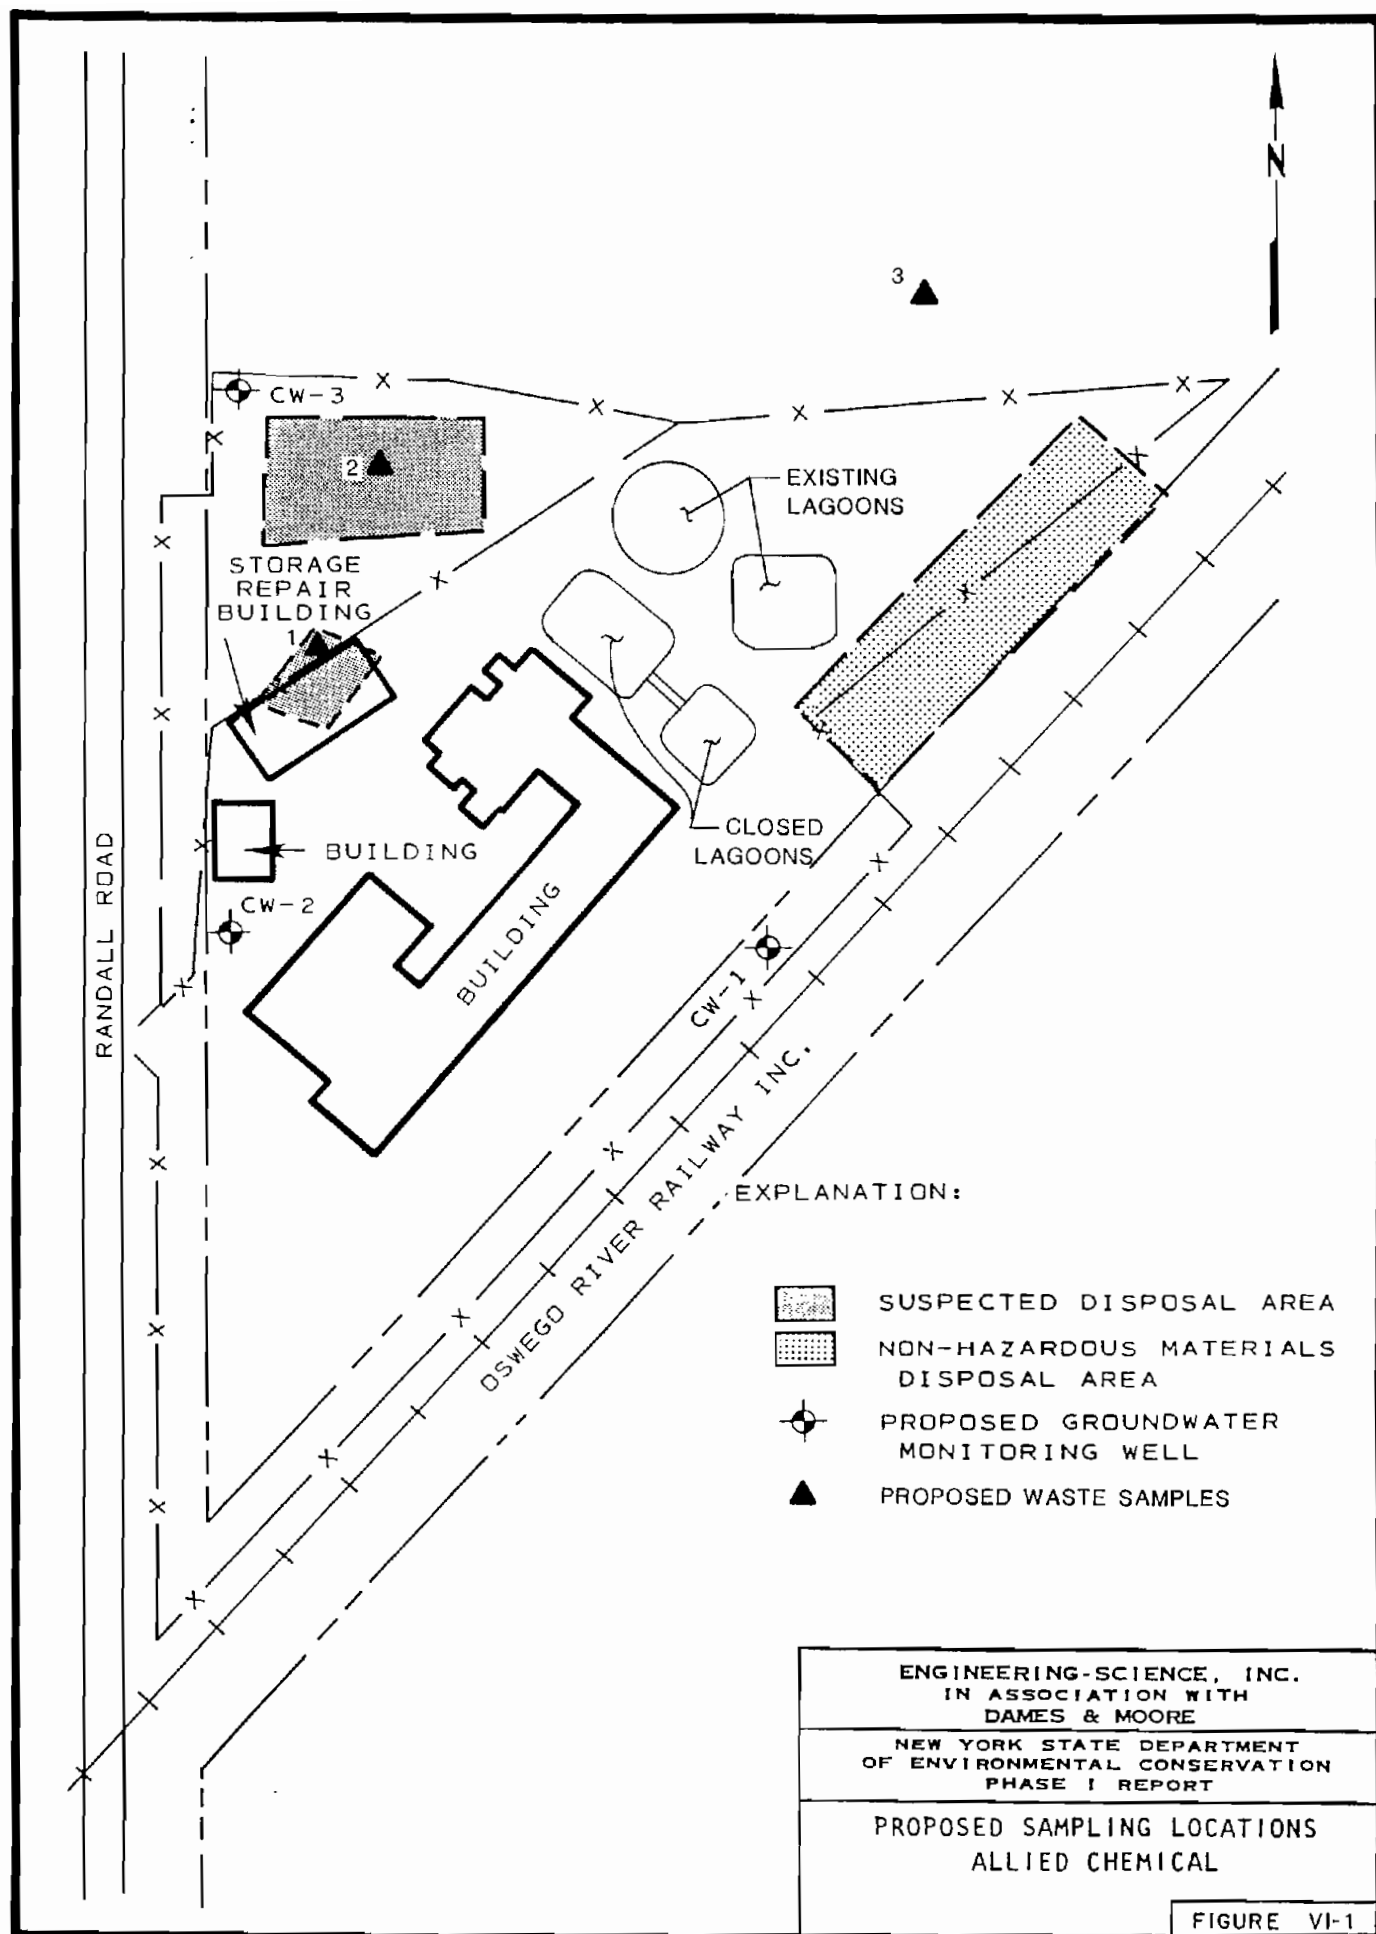 N
3
CW-3
2
EXISTING
LAGOONS
STORAGE
REPAIR
BUILDING
1
BUILDING
CLOSED
LAGOONS
RANDALL ROAD
CW-2
BUILDING
CW-1
OSWEGO RIVER RAILWAY INC.
EXPLANATION:
SUSPECTED DISPOSAL AREA
NON-HAZARDOUS MATERIALS
DISPOSAL AREA
PROPOSED GROUNDWATER
MONITORING WELL
PROPOSED WASTE SAMPLES
ENGINEERING-SCIENCE, INC.
IN ASSOCIATION WITH
DAMES & MOORE
NEW YORK STATE DEPARTMENT
OF ENVIRONMENTAL CONSERVATION
PHASE I REPORT
PROPOSED SAMPLING LOCATIONS
ALLIED CHEMICAL
FIGURE VI-1